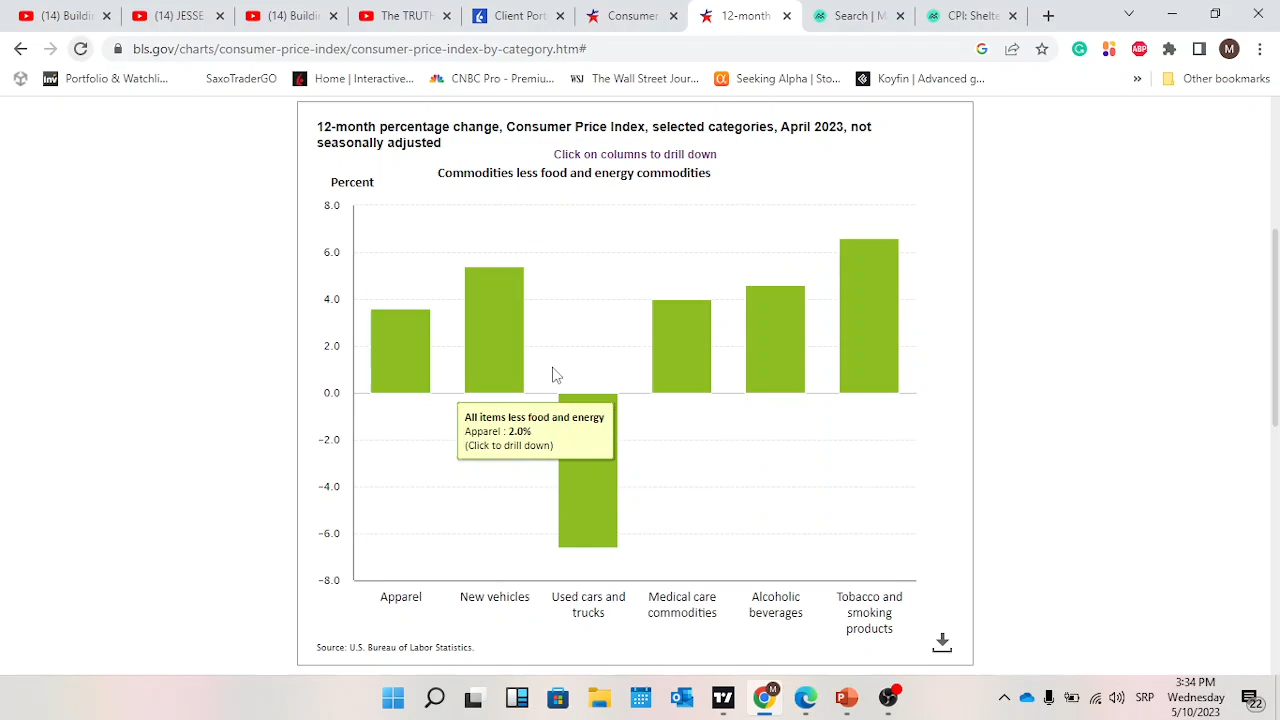 (14) Buildi
(14) JESSE
(14) Buildin
The TRUTH
Client Port
Consumer
12-month
Search | M
CPI: Shelte
bls.gov/charts/consumer-price-index/consumer-price-index-by-category.htm#
ABP
M
Inv
Portfolio & Watchli...
SaxoTraderGO
Home | Interactive...
CNBC Pro - Premiu...
WSJ
The Wall Street Jour...
Seeking Alpha | Sto...
Koyfin | Advanced g...
»
Other bookmarks
12-month percentage change, Consumer Price Index, selected categories, April 2023, not
seasonally adjusted
Click on columns to drill down
Commodities less food and energy commodities
Percent
8.0
6.0
4.0
2.0
0.0
−2.0
−4.0
−6.0
−8.0
All items less food and energy
Apparel : 2.0%
(Click to drill down)
Apparel
New vehicles
Used cars and
trucks
Medical care
commodities
Alcoholic
beverages
Tobacco and
smoking
products
Source: U.S. Bureau of Labor Statistics.
M
SRP
3:34 PM
Wednesday
5/10/2023
22